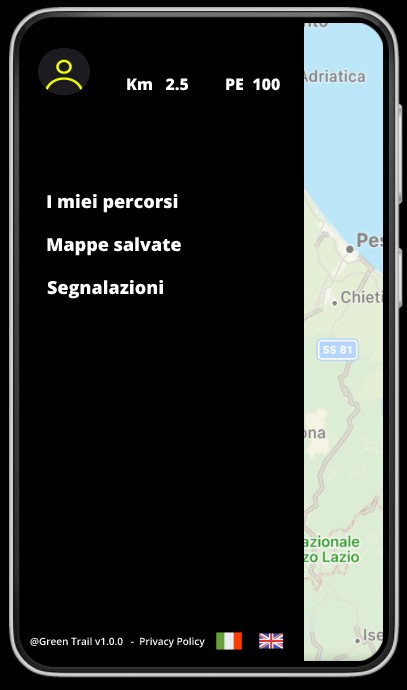 Adriatica
Km 2.5 PE 100
I miei percorsi
Mappe salvate
Pes
Segnalazioni
Chieti
SS 81
ona
azionale
zo Lazio
Ise
@Green Trail v1.0.0 - Privacy Policy